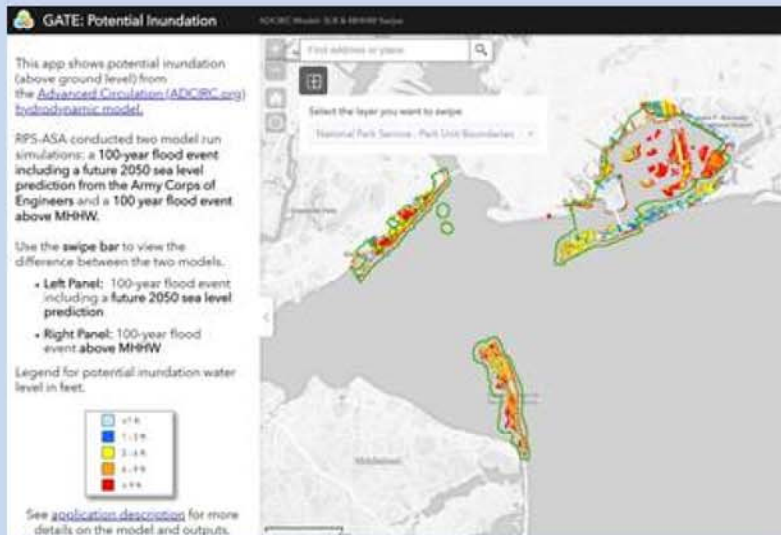 GATE: Potential Inundation
ADCIRC Model: SLR & MHHW Swipe
This app shows potential inundation
(above ground level) from
the Advanced Circulation (ADCIRC.org)
hydrodynamic model.
RPS-ASA conducted two model run
simulations: a 100-year flood event
including a future 2050 sea level
prediction from the Army Corps of
Engineers and a 100 year flood event
above MHHW.
Use the swipe bar to view the
difference between the two models.
• Left Panel: 100-year flood event
including a future 2050 sea level
prediction
• Right Panel: 100-year flood
event above MHHW
Legend for potential inundation water
level in feet.
See application description for more
details on the model and outputs.
Find address or place
Select the layer you want to swipe
National Park Service - Park Unit Boundaries
Middletown